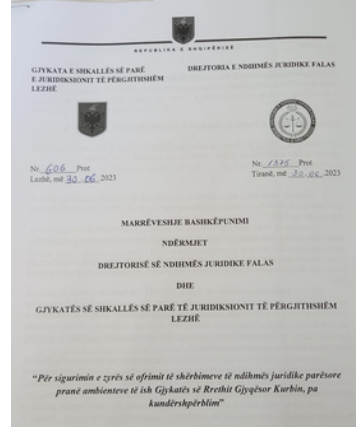 REPUBLIKA E SHQIPËRISË
GJYKATA E SHKALLËS SË PARË
E JURIDIKSIONIT TË PËRGJITHSHËM
LEZHË
DREJTORIA E NDIHMËS JURIDIKE FALAS
Nr. 606 Prot
Lezhë, më 30.06.2023
Nr. 1375 Prot
Tiranë, më .2023
MARRËVESHJE BASHKËPUNIMI
NDËRMJET
DREJTORISË SË NDIHMËS JURIDIKE FALAS
DHE
GJYKATËS SË SHKALLËS SË PARË TË JURIDIKSIONIT TË PËRGJITHSHËM
LEZHË
“Për sigurimin e zyrës së ofrimit të shërbimeve të ndihmës juridike parësore
pranë ambienteve të ish Gjykatës së Rrethit Gjyqësor Kurbin, pa
kundërshpërblim”